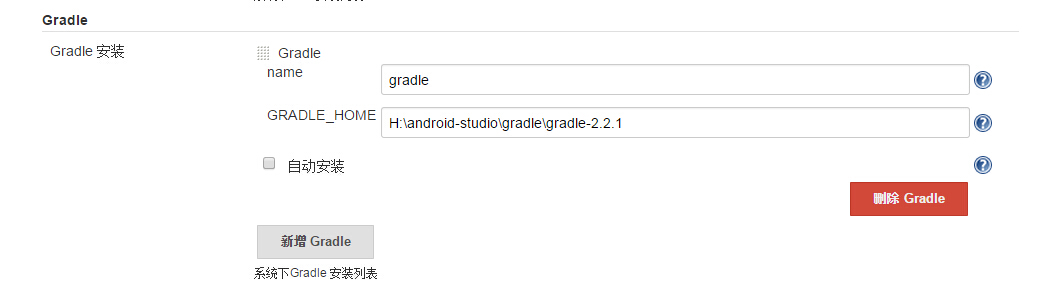 Gradle
Gradle 安装
Gradle
name
gradle
GRADLE_HOME
H:\android-studio\gradle\gradle-2.2.1
自动安装
删除 Gradle
新增 Gradle
系统下Gradle 安装列表